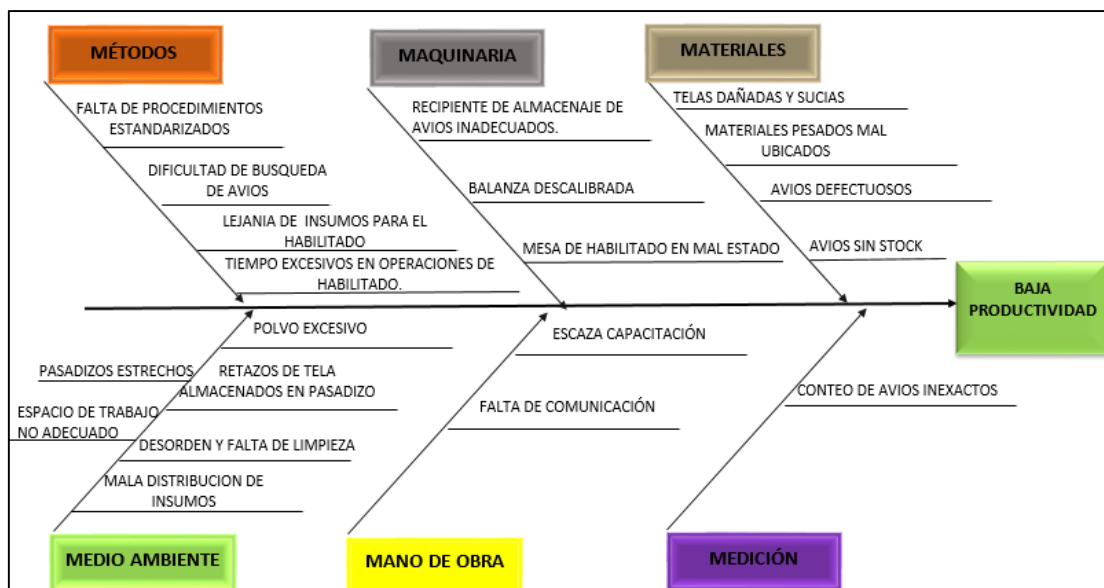 MÉTODOS
MAQUINARIA
MATERIALES
FALTA DE PROCEDIMIENTOS
ESTANDARIZADOS
DIFICULTAD DE BUSQUEDA
DE AVIOS
LEJANIA DE INSUMOS PARA EL
HABILITADO
TIEMPO EXCESIVOS EN OPERACIONES DE
HABILITADO.
RECIPIENTE DE ALMACENAJE DE
AVIOS INADECUADOS.
BALANZA DESCALIBRADA
MESA DE HABILITADO EN MAL ESTADO
TELAS DAÑADAS Y SUCIAS
MATERIALES PESADOS MAL
UBICADOS
AVIOS DEFECTUOSOS
AVIOS SIN STOCK
BAJA
PRODUCTIVIDAD
POLVO EXCESIVO
PASADIZOS ESTRECHOS
RETAZOS DE TELA
ALMACENADOS EN PASADIZO
ESPACIO DE TRABAJO
NO ADECUADO
DESORDEN Y FALTA DE LIMPIEZA
MALA DISTRIBUCION DE
INSUMOS
ESCAZA CAPACITACIÓN
FALTA DE COMUNICACIÓN
CONTEO DE AVIOS INEXACTOS
MEDIO AMBIENTE
MANO DE OBRA
MEDICIÓN